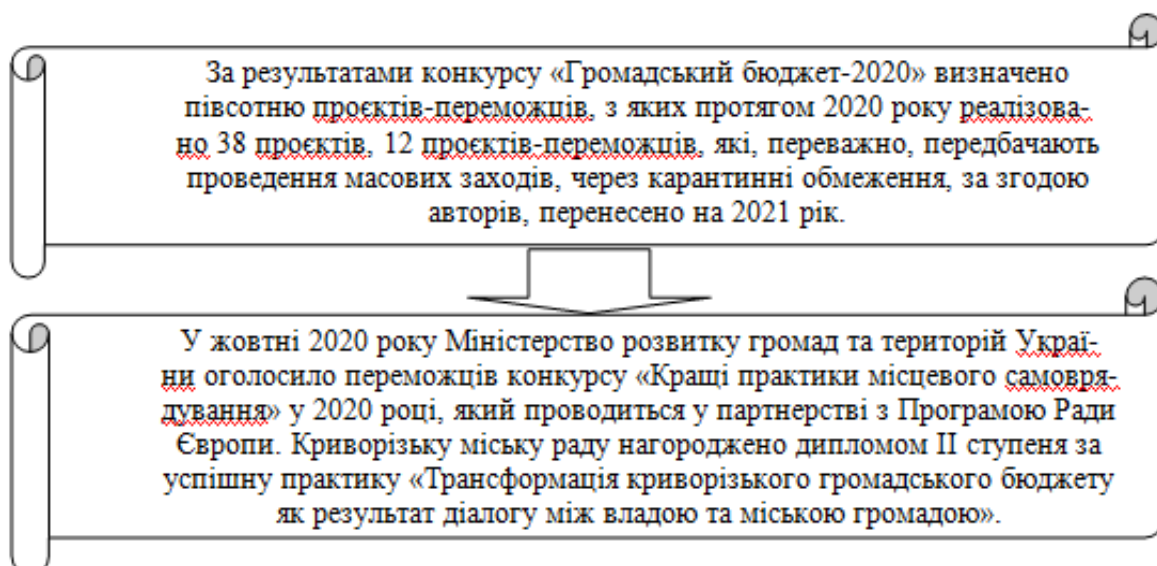 За результатами конкурсу «Громадський бюджет-2020» визначено
півсотню проєктів-переможців, з яких протягом 2020 року реалізова-
но 38 проєктів, 12 проєктів-переможців, які, переважно, передбачають
проведення масових заходів, через карантинні обмеження, за згодою
авторів, перенесено на 2021 рік.
У жовтні 2020 року Міністерство розвитку громад та територій Украї-
ни оголосило переможців конкурсу «Кращі практики місцевого самовря-
дування» у 2020 році, який проводиться у партнерстві з Програмою Ради
Європи. Криворізьку міську раду нагороджено дипломом ІІ ступеня за
успішну практику «Трансформація криворізького громадського бюджету
як результат діалогу між владою та міською громадою».